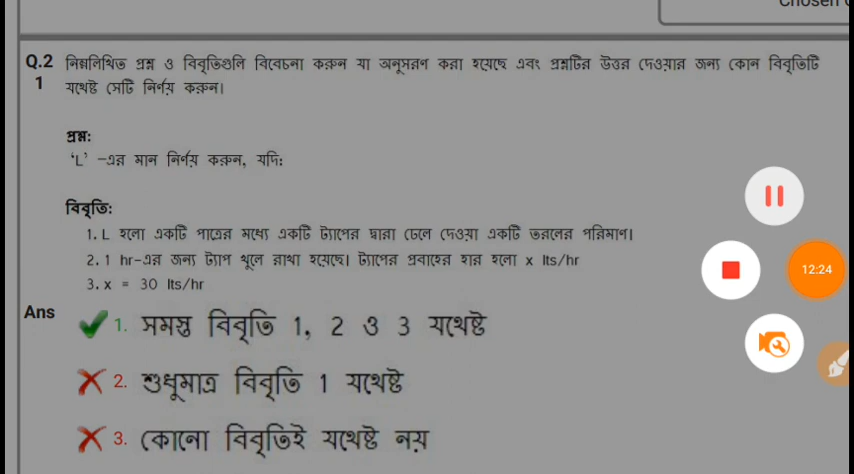 Chosen
Q.2 নিম্নলিখিত প্রশ্ন ও বিবৃতিগুলি বিবেচনা করুন যা অনুসরণ করা হয়েছে এবং প্রশ্নটির উত্তর দেওয়ার জন্য কোন বিবৃতিটি
1 যথেষ্ট সেটি নির্ণয় করুন।
প্রশ্ন:
‘L’ -এর মান নির্ণয় করুন, যদি:
বিবৃতি:
1. L হলো একটি পাত্রের মধ্যে একটি ট্যাপের দ্বারা ঢেলে দেওয়া একটি তরলের পরিমাণ।
2. 1 hr-এর জন্য ট্যাপ খুলে রাখা হয়েছে। ট্যাপের প্রবাহের হার হলো x lts/hr
3. x = 30 lts/hr
Ans
1. সমস্ত বিবৃতি 1, 2 ও 3 যথেষ্ট
2. শুধুমাত্র বিবৃতি 1 যথেষ্ট
3. কোনো বিবৃতিই যথেষ্ট নয়
12:24